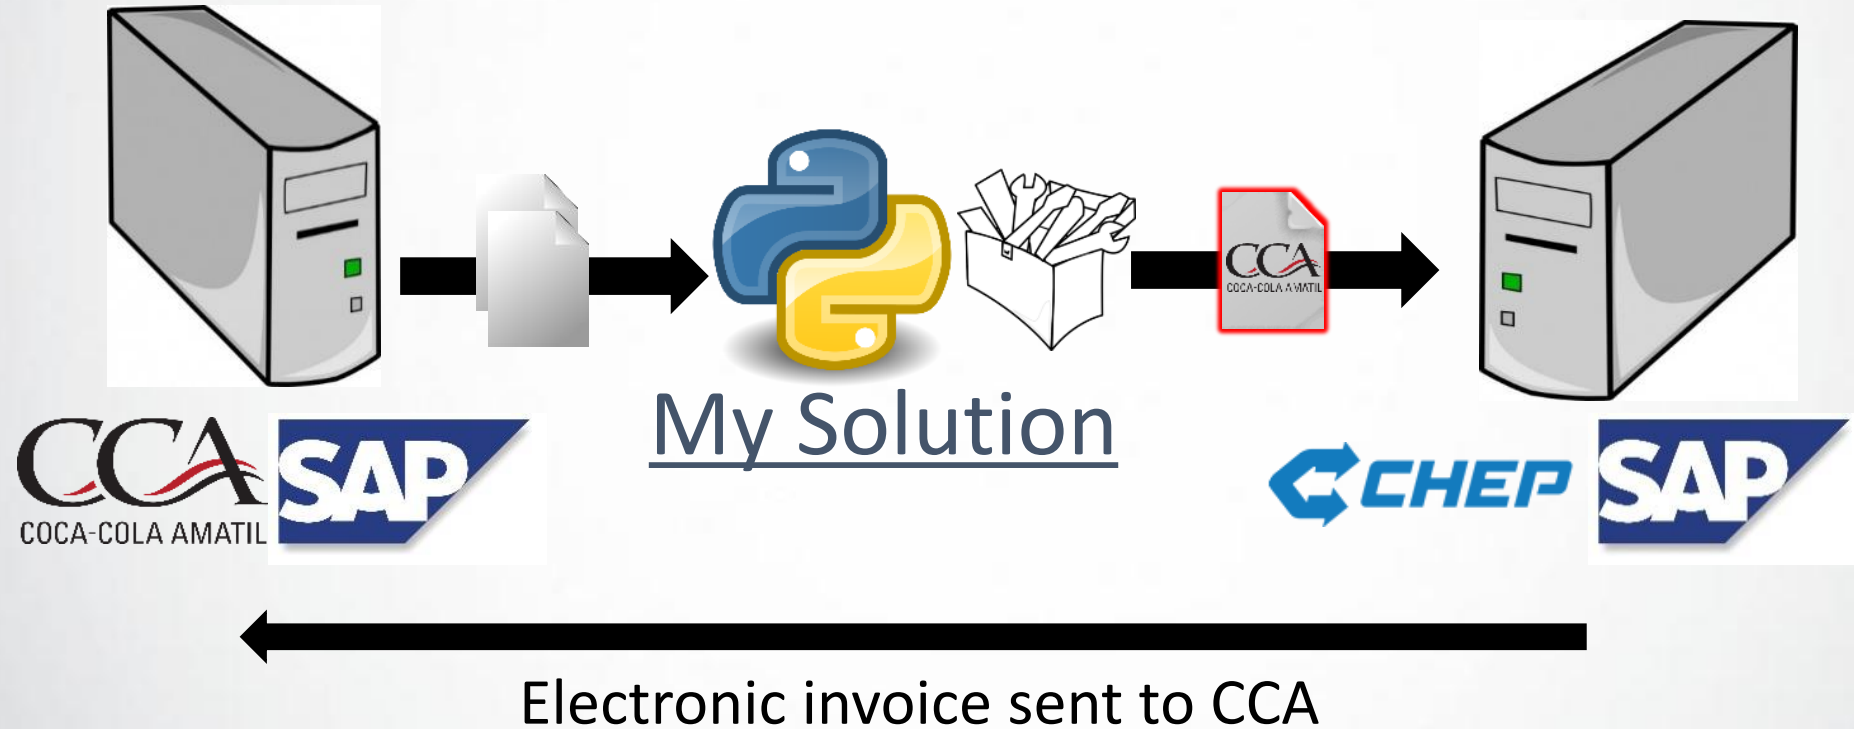 CCA
COCA-COLA AMATIL
CCA
COCA-COLA AMATIL
SAP
My Solution
CHEP
SAP
Electronic invoice sent to CCA